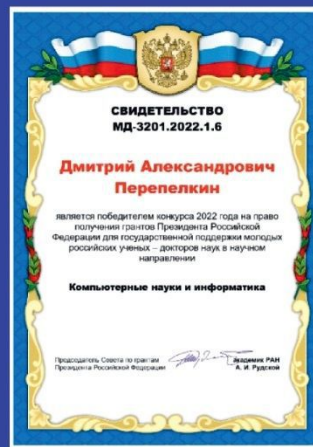 СВИДЕТЕЛЬСТВО
МД-3201.2022.1.6
Дмитрий Александрович
Перепелкин
является победителем конкурса 2022 года на право
получения грантов Президента Российской
Федерации для государственной поддержки молодых
российских ученых – докторов наук в научном
направлении
Компьютерные науки и информатика
Председатель Совета по грантам
Президента Российской Федерации
Академик РАН
А. И. Рудской